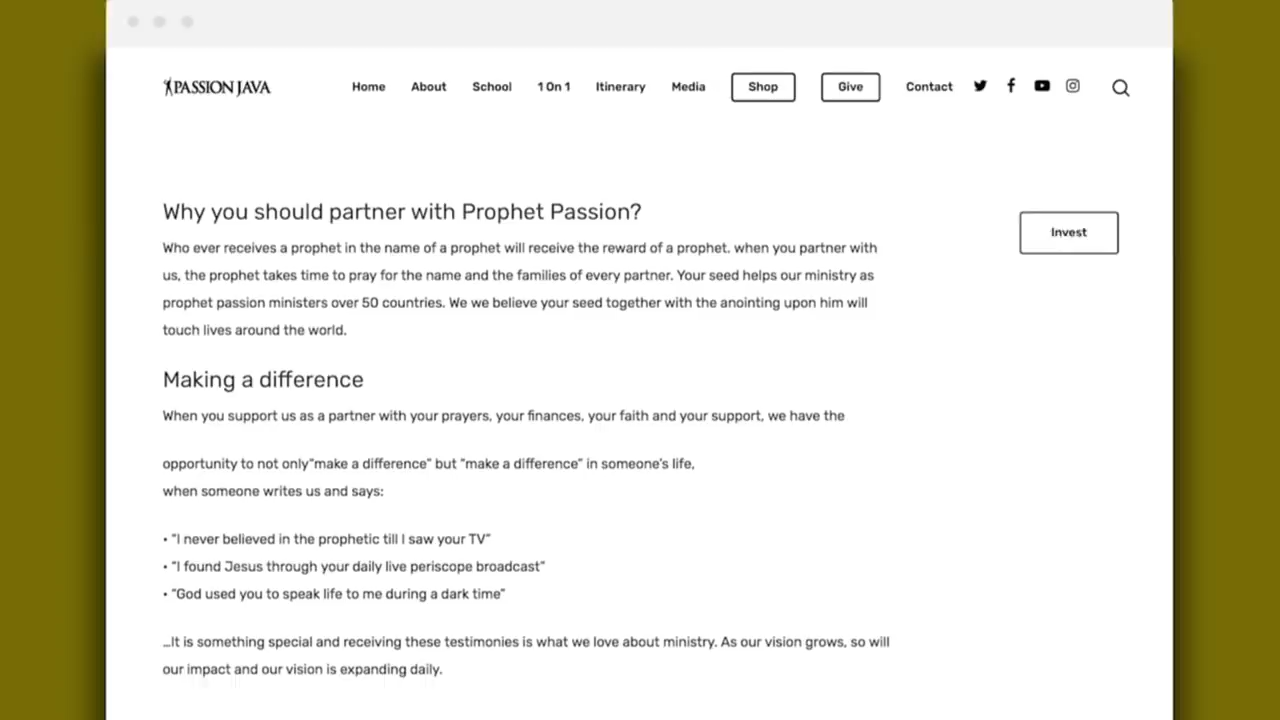 PASSION JAVA
Home About School 1 On 1 Itinerary Media Shop Give Contact
Why you should partner with Prophet Passion?
Invest
Who ever receives a prophet in the name of a prophet will receive the reward of a prophet. when you partner with
us, the prophet takes time to pray for the name and the families of every partner. Your seed helps our ministry as
prophet passion ministers over 50 countries. We we believe your seed together with the anointing upon him will
touch lives around the world.
Making a difference
When you support us as a partner with your prayers, your finances, your faith and your support, we have the
opportunity to not only“make a difference” but “make a difference” in someone’s life,
when someone writes us and says:
• “I never believed in the prophetic till I saw your TV”
• “I found Jesus through your daily live periscope broadcast”
• “God used you to speak life to me during a dark time”
…It is something special and receiving these testimonies is what we love about ministry. As our vision grows, so will
our impact and our vision is expanding daily.